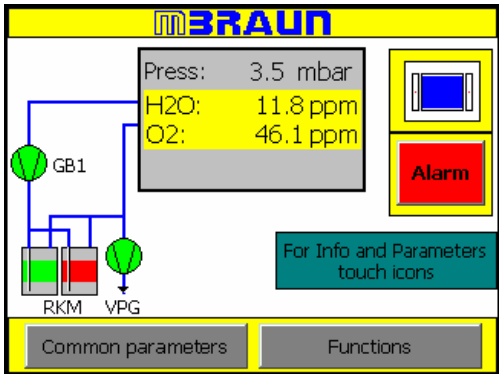 MBRAUN
Press: 3.5 mbar
H2O: 11.8 ppm
O2: 46.1 ppm
GB1
Alarm
For Info and Parameters
touch icons
RKM VPG
Common parameters Functions